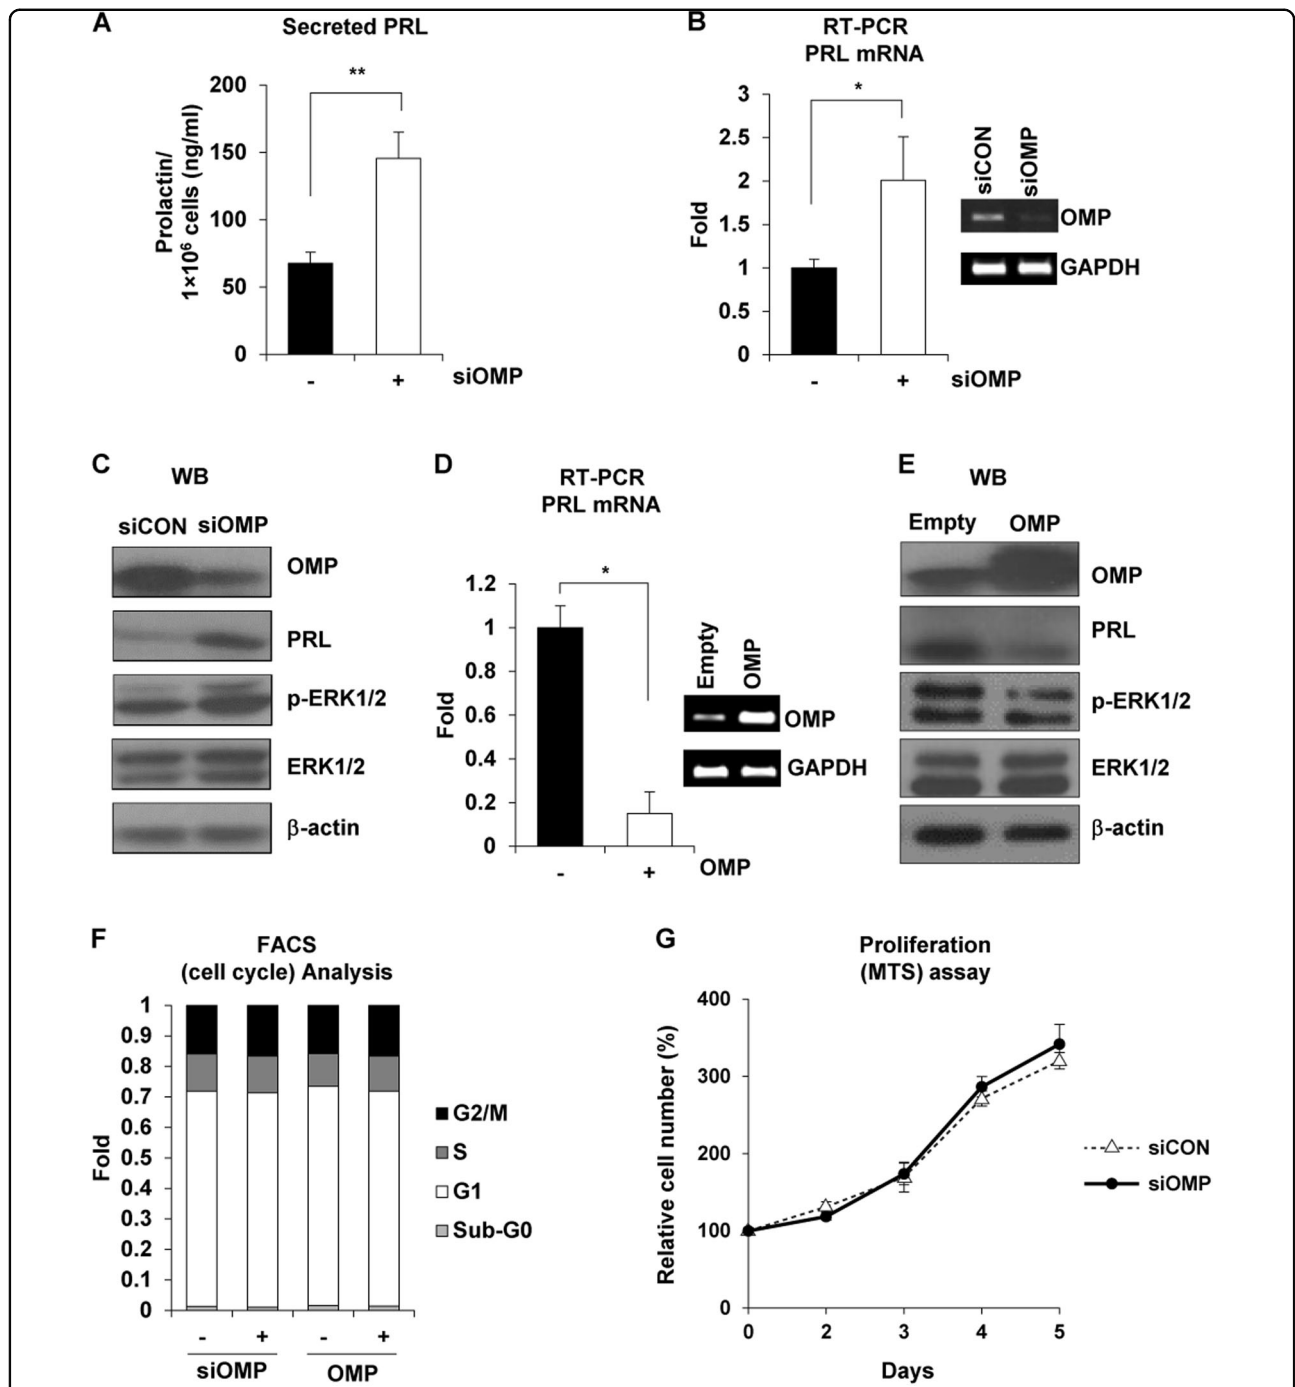 A
Secreted PRL
Prolactin/
1×10⁶ cells (ng/ml)
200
150
100
50
0
**
- + siOMP
B
RT-PCR
PRL mRNA
Fold
3
2.5
2
1.5
1
0.5
0
*
- + siOMP
siCON siOMP
OMP
GAPDH
C
WB
siCON siOMP
OMP
PRL
p-ERK1/2
ERK1/2
β-actin
D
RT-PCR
PRL mRNA
Fold
1.2
1
0.8
0.6
0.4
0.2
0
*
- + OMP
Empty OMP
OMP
GAPDH
E
WB
Empty OMP
OMP
PRL
p-ERK1/2
ERK1/2
β-actin
F
FACS
(cell cycle) Analysis
Fold
1
0.9
0.8
0.7
0.6
0.5
0.4
0.3
0.2
0.1
0
- + - +
siOMP OMP
G2/M
S
G1
Sub-G0
G
Proliferation
(MTS) assay
Relative cell number (%)
400
300
200
100
0
0 2 3 4 5
Days
siCON
siOMP